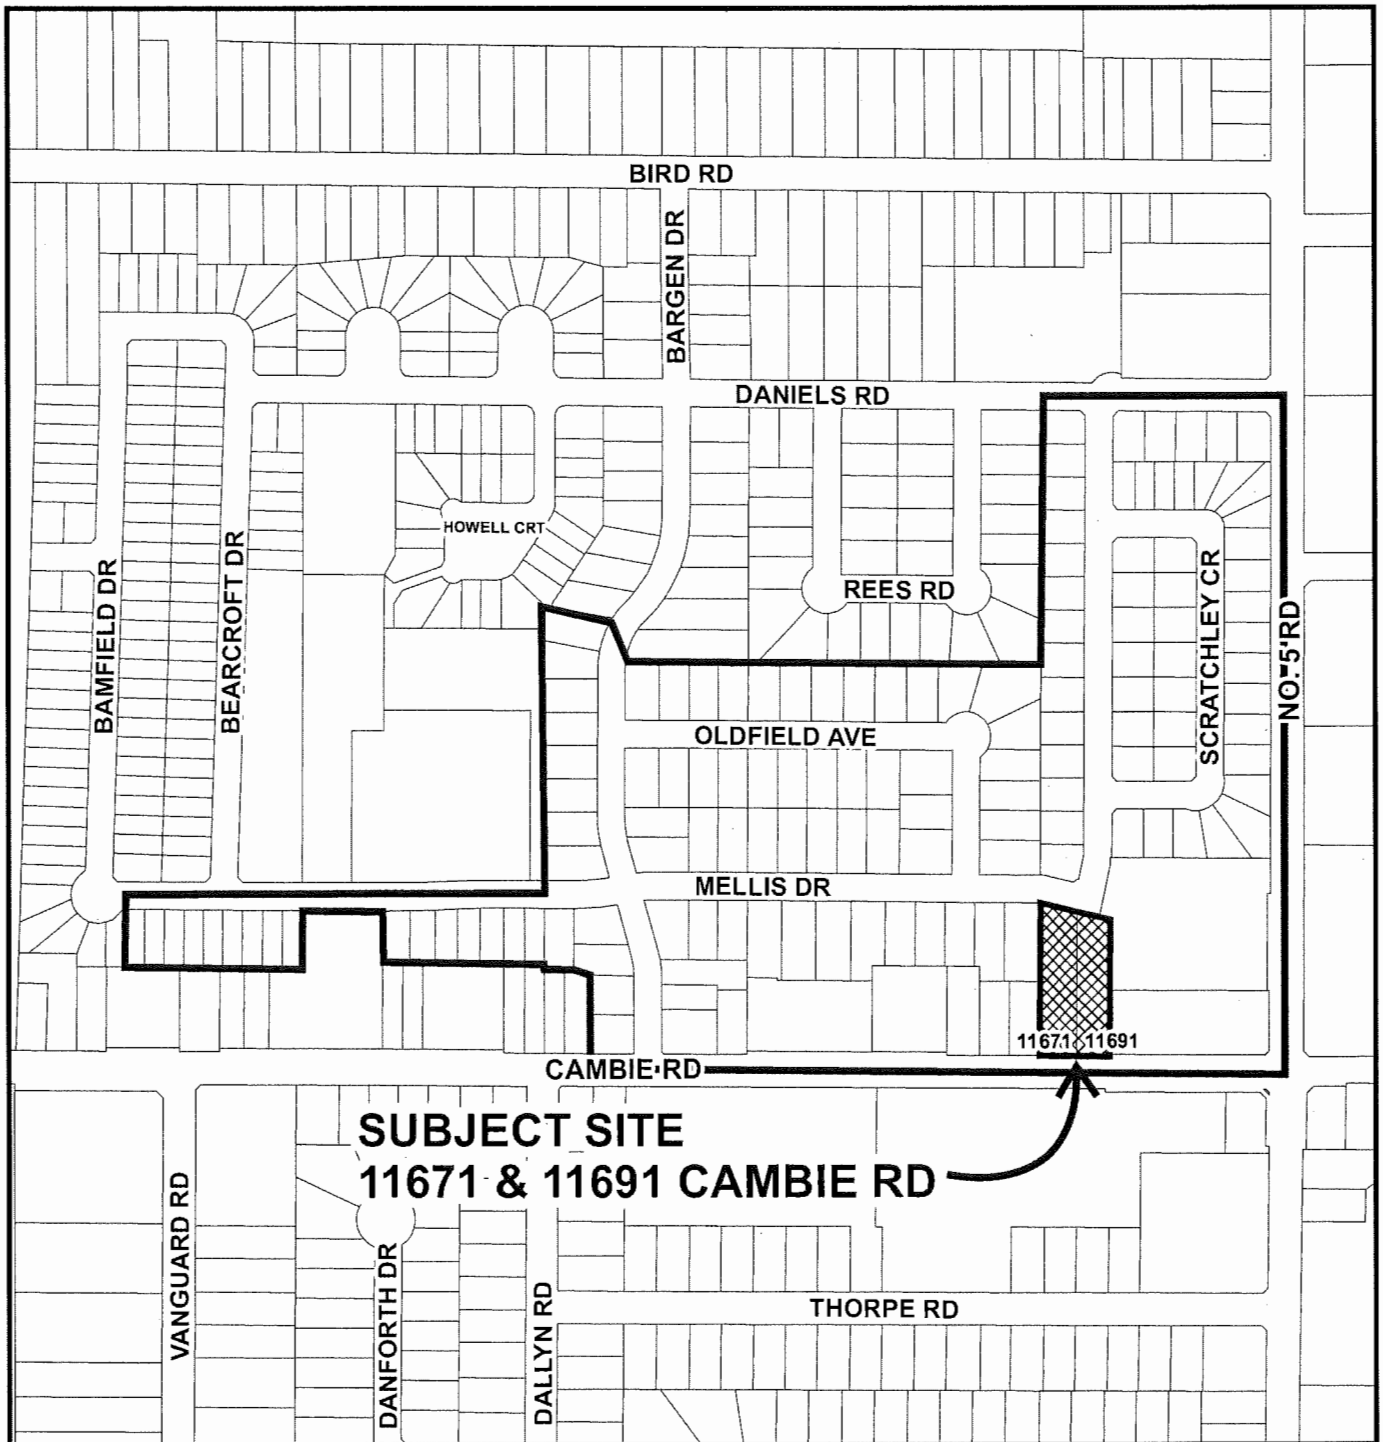 BIRD RD
BARGEN DR
DANIELS RD
HOWELL CRT
REES RD
BAMFIELD DR
BEARCROFT DR
SCRATCHLEY CR
NO. 5 RD
OLDFIELD AVE
MELLIS DR
11671 11691
CAMBIE RD
SUBJECT SITE
11671 & 11691 CAMBIE RD
VANGUARD RD
DANFORTH DR
DALLYN RD
THORPE RD